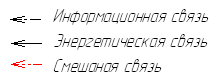 Информационная связь
Энергетическая связь
Смешаная связь